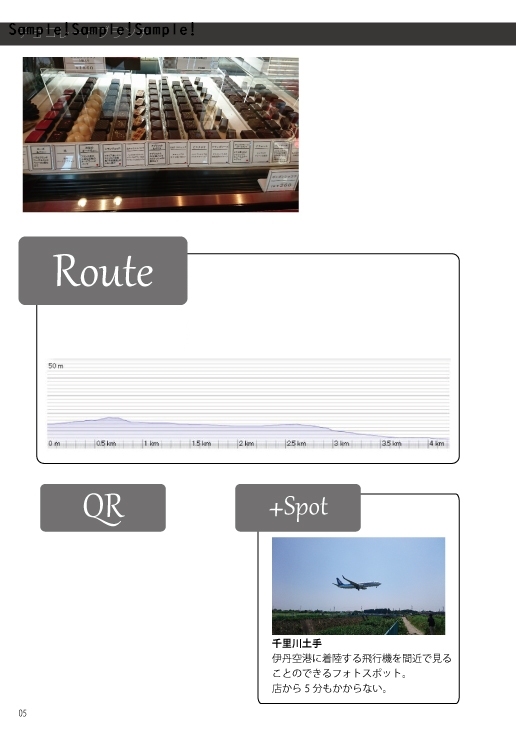 Sample!Sample!Sample!
Route
50 m
0 m 0.5 km 1 km 1.5 km 2 km 2.5 km 3 km 3.5 km 4 km
QR
+Spot
千里川土手
伊丹空港に着陸する飛行機を間近で見る
ことのできるフォトスポット。
店から 5 分もかからない。
05